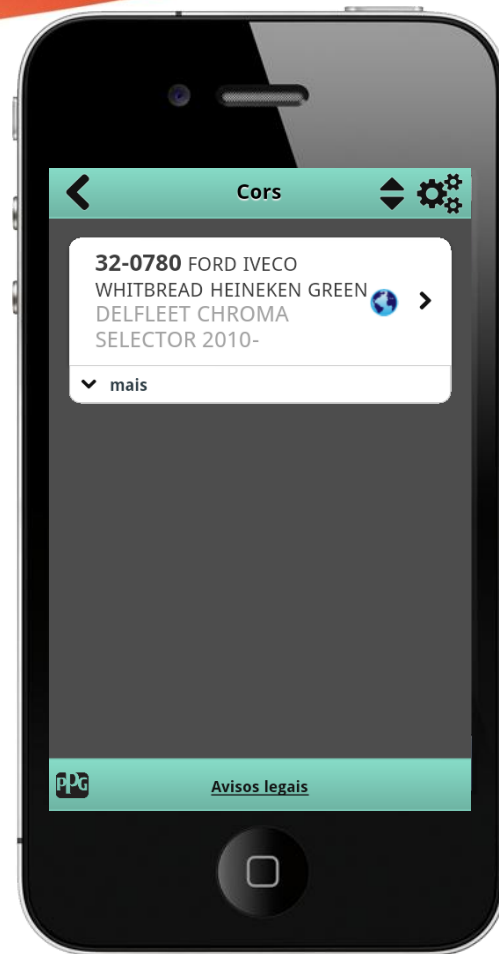 Cors
32-0780 FORD IVECO
WHITBREAD HEINEKEN GREEN
DELFLEET CHROMA
SELECTOR 2010-
mais
PPG
Avisos legais